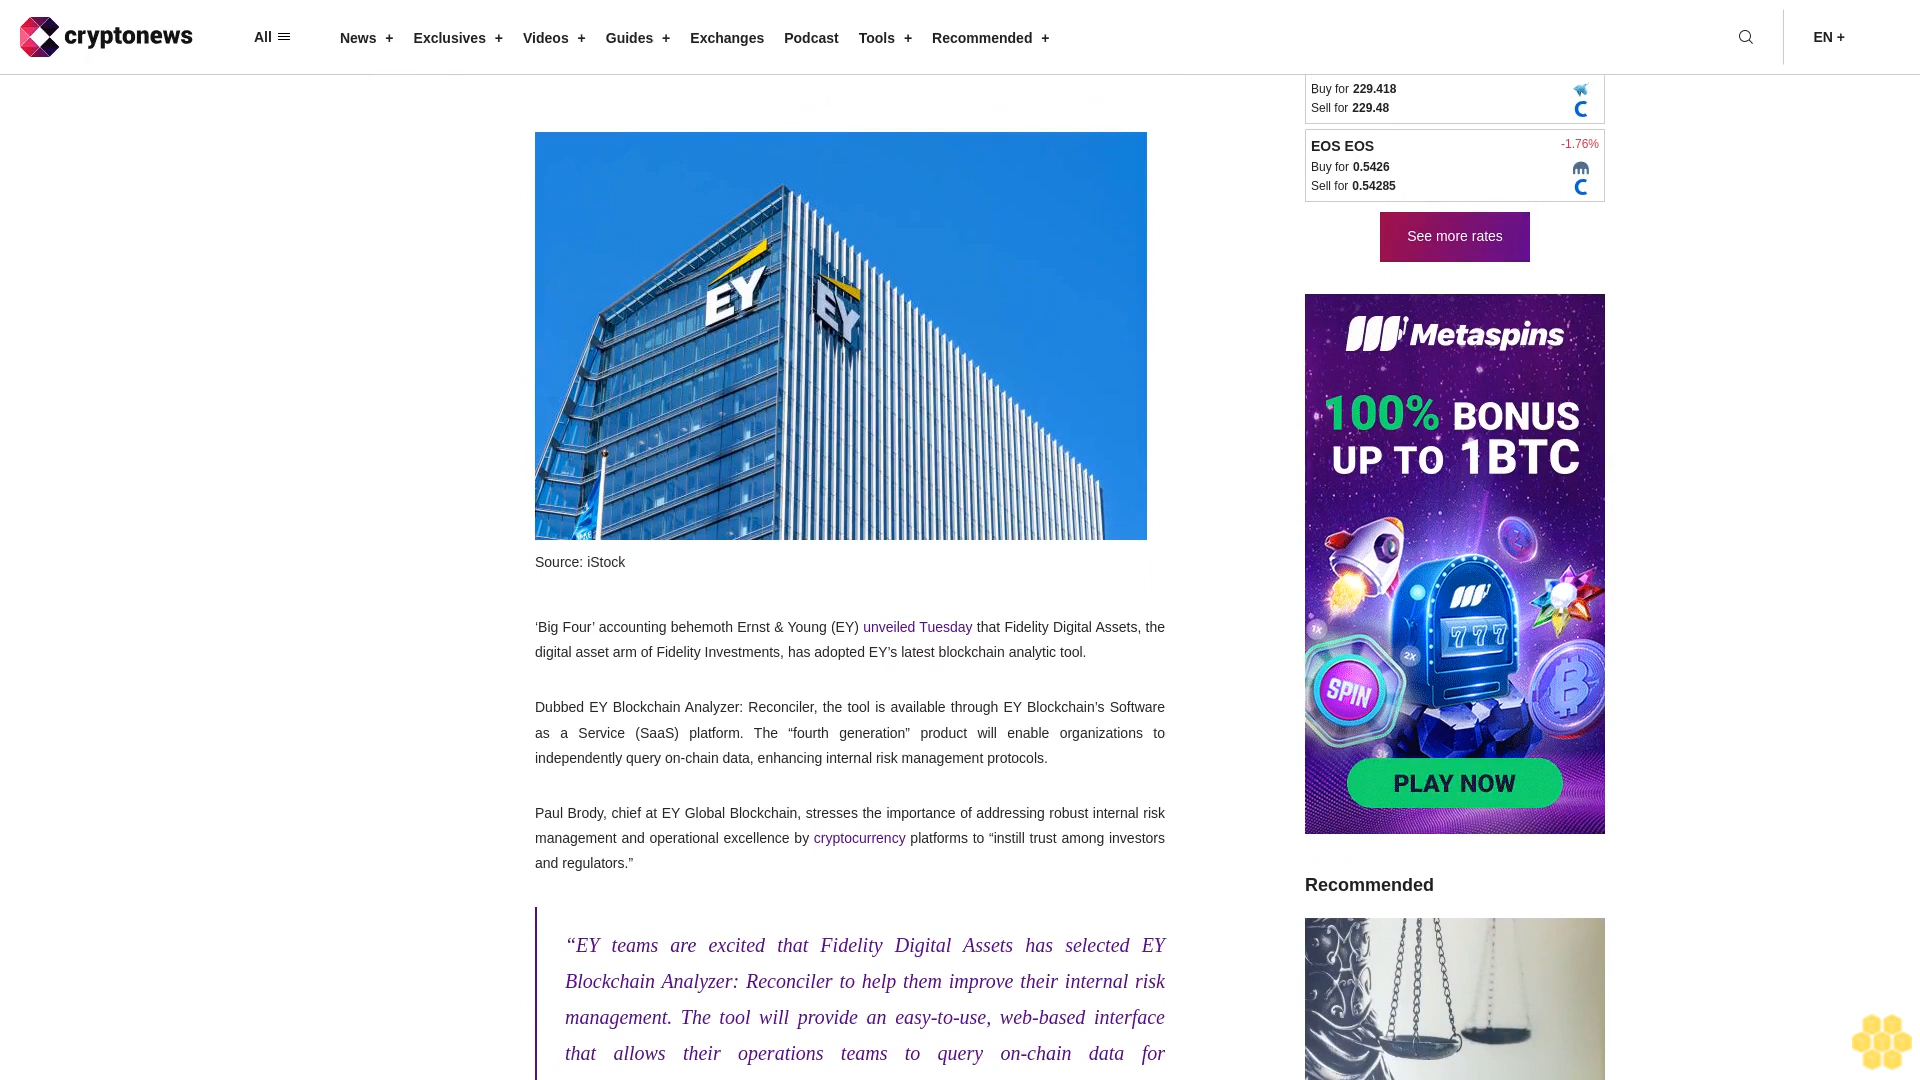 cryptonews
All
News + Exclusives + Videos + Guides + Exchanges Podcast Tools + Recommended +
EN +
EY EY
Source: iStock
‘Big Four’ accounting behemoth Ernst & Young (EY) unveiled Tuesday that Fidelity Digital Assets, the
digital asset arm of Fidelity Investments, has adopted EY’s latest blockchain analytic tool.
Dubbed EY Blockchain Analyzer: Reconciler, the tool is available through EY Blockchain’s Software
as a Service (SaaS) platform. The “fourth generation” product will enable organizations to
independently query on-chain data, enhancing internal risk management protocols.
Paul Brody, chief at EY Global Blockchain, stresses the importance of addressing robust internal risk
management and operational excellence by cryptocurrency platforms to “instill trust among investors
and regulators.”
“EY teams are excited that Fidelity Digital Assets has selected EY
Blockchain Analyzer: Reconciler to help them improve their internal risk
management. The tool will provide an easy-to-use, web-based interface
that allows their operations teams to query on-chain data for
Buy for 229.418
Sell for 229.48
EOS EOS -1.76%
Buy for 0.5426
Sell for 0.54285
See more rates
Metaspins
100% BONUS
UP TO 1BTC
777
1X
2X
SPIN
3X
PLAY NOW
Recommended